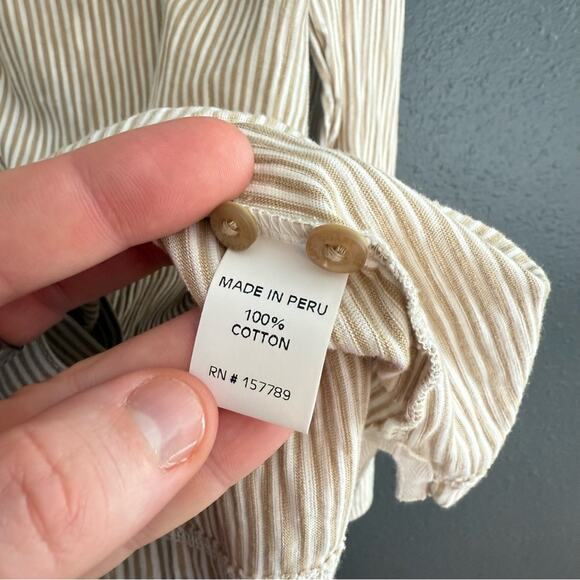 MADE IN PERU
100%
COTTON
RN # 157789